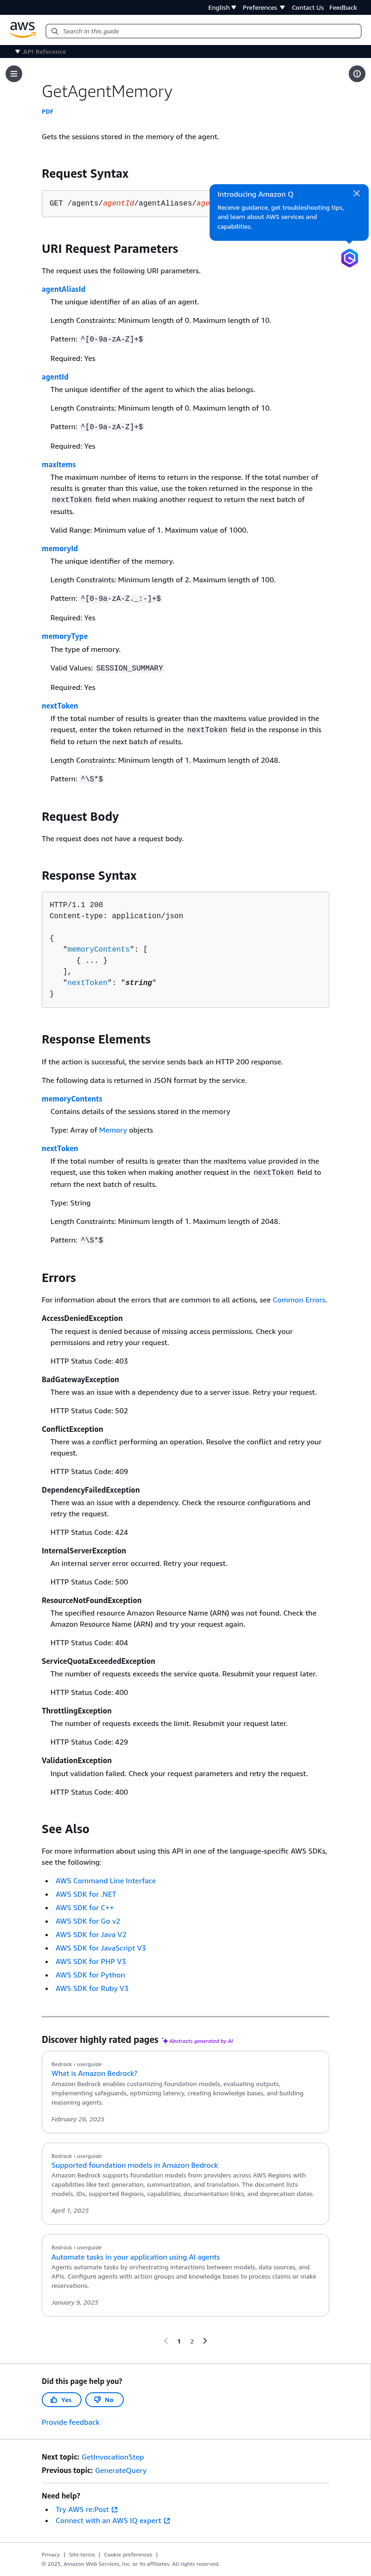 English Preferences Contact Us Feedback
aws
Search in this guide
API Reference
GetAgentMemory
PDF
Gets the sessions stored in the memory of the agent.
Request Syntax
GET /agents/agentId/agentAliases/age
Introducing Amazon Q
Receive guidance, get troubleshooting tips,
and learn about AWS services and
capabilities.
URI Request Parameters
The request uses the following URI parameters.
agentAliasId
The unique identifier of an alias of an agent.
Length Constraints: Minimum length of 0. Maximum length of 10.
Pattern: ^[0-9a-zA-Z]+$
Required: Yes
agentId
The unique identifier of the agent to which the alias belongs.
Length Constraints: Minimum length of 0. Maximum length of 10.
Pattern: ^[0-9a-zA-Z]+$
Required: Yes
maxItems
The maximum number of items to return in the response. If the total number of
results is greater than this value, use the token returned in the response in the
nextToken field when making another request to return the next batch of
results.
Valid Range: Minimum value of 1. Maximum value of 1000.
memoryId
The unique identifier of the memory.
Length Constraints: Minimum length of 2. Maximum length of 100.
Pattern: ^[0-9a-zA-Z._:-]+$
Required: Yes
memoryType
The type of memory.
Valid Values: SESSION_SUMMARY
Required: Yes
nextToken
If the total number of results is greater than the maxItems value provided in the
request, enter the token returned in the nextToken field in the response in this
field to return the next batch of results.
Length Constraints: Minimum length of 1. Maximum length of 2048.
Pattern: ^\S*$
Request Body
The request does not have a request body.
Response Syntax
HTTP/1.1 200
Content-type: application/json
{
"memoryContents": [
{ ... }
],
"nextToken": "string"
}
Response Elements
If the action is successful, the service sends back an HTTP 200 response.
The following data is returned in JSON format by the service.
memoryContents
Contains details of the sessions stored in the memory
Type: Array of Memory objects
nextToken
If the total number of results is greater than the maxItems value provided in the
request, use this token when making another request in the nextToken field to
return the next batch of results.
Type: String
Length Constraints: Minimum length of 1. Maximum length of 2048.
Pattern: ^\S*$
Errors
For information about the errors that are common to all actions, see Common Errors.
AccessDeniedException
The request is denied because of missing access permissions. Check your
permissions and retry your request.
HTTP Status Code: 403
BadGatewayException
There was an issue with a dependency due to a server issue. Retry your request.
HTTP Status Code: 502
ConflictException
There was a conflict performing an operation. Resolve the conflict and retry your
request.
HTTP Status Code: 409
DependencyFailedException
There was an issue with a dependency. Check the resource configurations and
retry the request.
HTTP Status Code: 424
InternalServerException
An internal server error occurred. Retry your request.
HTTP Status Code: 500
ResourceNotFoundException
The specified resource Amazon Resource Name (ARN) was not found. Check the
Amazon Resource Name (ARN) and try your request again.
HTTP Status Code: 404
ServiceQuotaExceededException
The number of requests exceeds the service quota. Resubmit your request later.
HTTP Status Code: 400
ThrottlingException
The number of requests exceeds the limit. Resubmit your request later.
HTTP Status Code: 429
ValidationException
Input validation failed. Check your request parameters and retry the request.
HTTP Status Code: 400
See Also
For more information about using this API in one of the language-specific AWS SDKs,
see the following:
• AWS Command Line Interface
• AWS SDK for .NET
• AWS SDK for C++
• AWS SDK for Go v2
• AWS SDK for Java V2
• AWS SDK for JavaScript V3
• AWS SDK for PHP V3
• AWS SDK for Python
• AWS SDK for Ruby V3
Discover highly rated pages Abstracts generated by AI
Bedrock › userguide
What is Amazon Bedrock?
Amazon Bedrock enables customizing foundation models, evaluating outputs,
implementing safeguards, optimizing latency, creating knowledge bases, and building
reasoning agents.
February 26, 2025
Bedrock › userguide
Supported foundation models in Amazon Bedrock
Amazon Bedrock supports foundation models from providers across AWS Regions with
capabilities like text generation, summarization, and translation. The document lists
models, IDs, supported Regions, capabilities, documentation links, and deprecation dates.
April 1, 2025
Bedrock › userguide
Automate tasks in your application using AI agents
Agents automate tasks by orchestrating interactions between models, data sources, and
APIs. Configure agents with action groups and knowledge bases to process claims or make
reservations.
January 9, 2025
1 2
Did this page help you?
Yes No
Provide feedback
Next topic: GetInvocationStep
Previous topic: GenerateQuery
Need help?
• Try AWS re:Post
• Connect with an AWS IQ expert
Privacy | Site terms | Cookie preferences |
© 2025, Amazon Web Services, Inc. or its affiliates. All rights reserved.